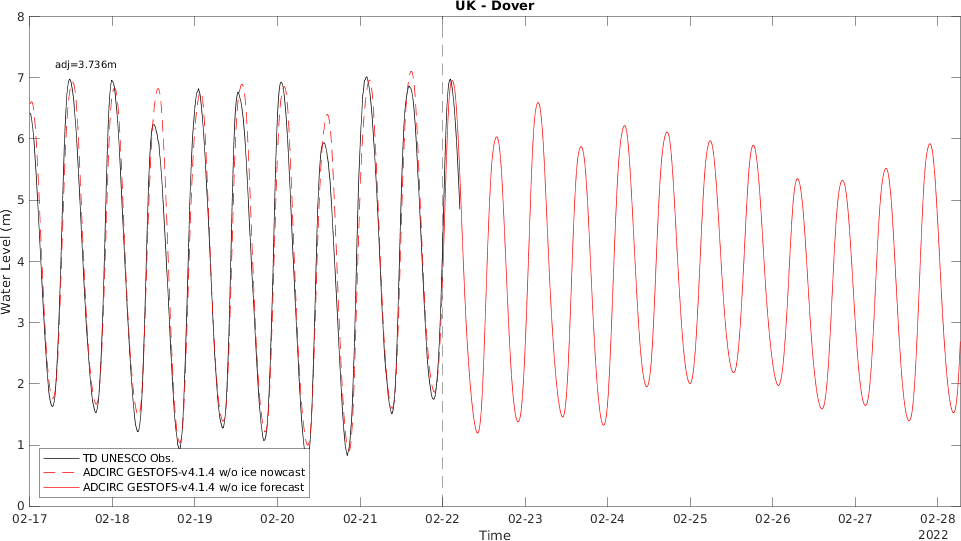 UK - Dover
8
adj=3.736m
7
6
5
4
3
2
1
0
Water Level (m)
TD UNESCO Obs.
ADCIRC GESTOFS-v4.1.4 w/o ice nowcast
ADCIRC GESTOFS-v4.1.4 w/o ice forecast
02-17 02-18 02-19 02-20 02-21 02-22 02-23 02-24 02-25 02-26 02-27 02-28
Time
2022